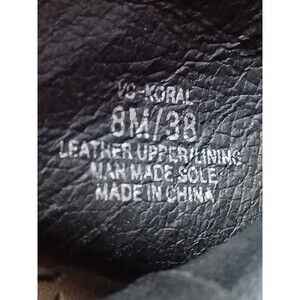 VC-KORAL
8M/38
LEATHER UPPER/LINING
MAN MADE SOLE
MADE IN CHINA